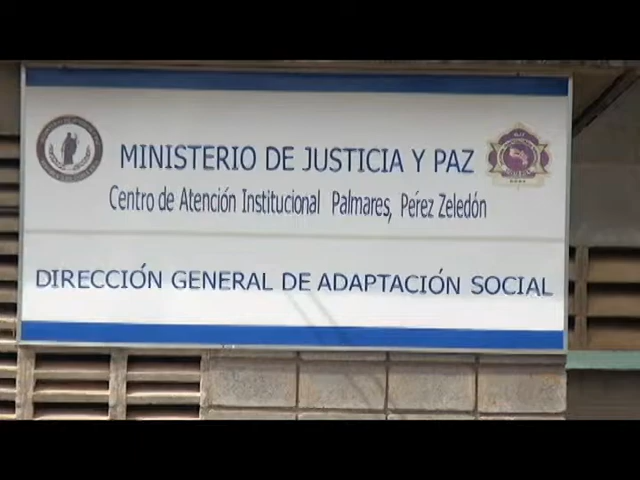 MINISTERIO DE JUSTICIA Y PAZ
Centro de Atención Institucional Palmares, Pérez Zeledón
DIRECCIÓN GENERAL DE ADAPTACIÓN SOCIAL